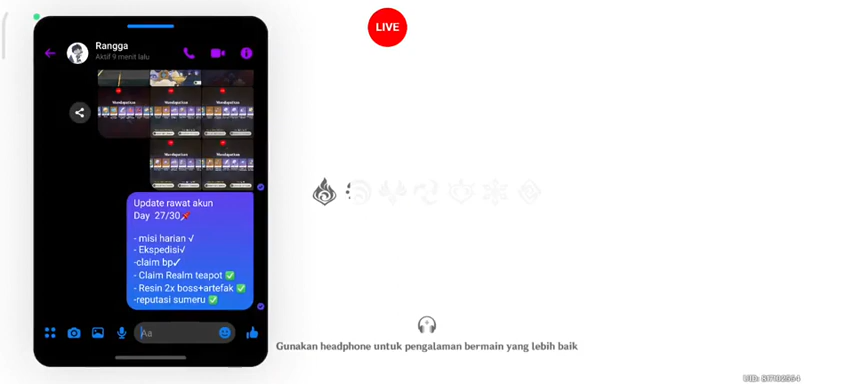 LIVE
Rangga
Aktif 9 menit lalu
Update rawat akun
Day 27/30🚀
- misi harian √
- Ekspedisi√
-claim bp✓
- Claim Realm teapot ✅
- Resin 2x boss+artefak ✅
-reputasi sumeru ✅
Aa
Gunakan headphone untuk pengalaman bermain yang lebih baik